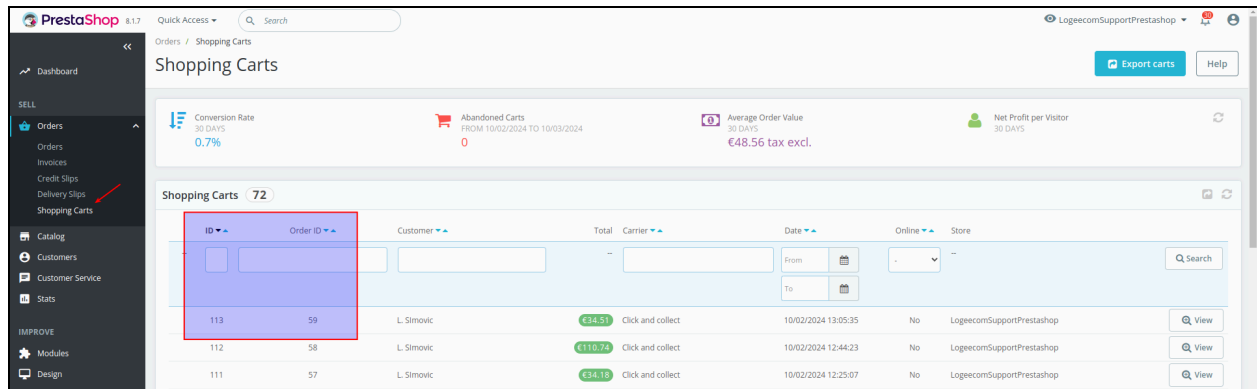 PrestaShop 8.1.7 Quick Access Search LogeecomSupportPrestashop 30
Orders / Shopping Carts
Shopping Carts
Export carts Help
Dashboard
SELL
Orders
Orders
Invoices
Credit Slips
Delivery Slips
Shopping Carts
Catalog
Customers
Customer Service
Stats
IMPROVE
Modules
Design
Conversion Rate
30 DAYS
0.7%
Abandoned Carts
FROM 10/02/2024 TO 10/03/2024
0
Average Order Value
30 DAYS
€48.56 tax excl.
Net Profit per Visitor
30 DAYS
Shopping Carts 72
ID Order ID Customer Total Carrier Date Online Store
-- -- From - -- Search
To
113 59 L. SImovic €34.51 Click and collect 10/02/2024 13:05:35 No LogeecomSupportPrestashop View
112 58 L. SImovic €110.74 Click and collect 10/02/2024 12:44:23 No LogeecomSupportPrestashop View
111 57 L. SImovic €34.18 Click and collect 10/02/2024 12:25:07 No LogeecomSupportPrestashop View